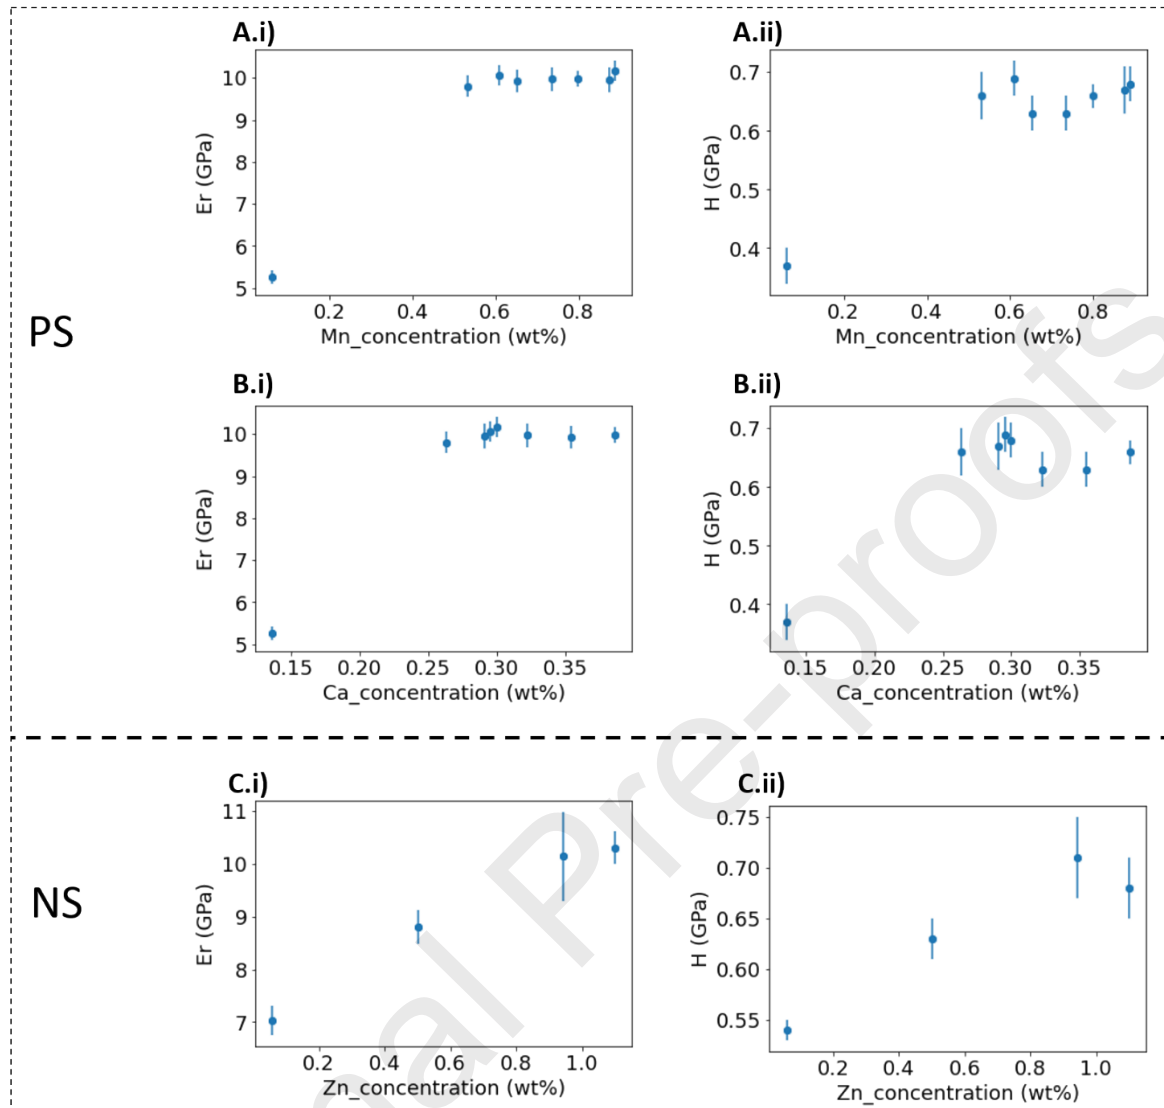 A.i)
A.ii)
10
9
8
7
6
5
Er (GPa)
0.2 0.4 0.6 0.8
Mn_concentration (wt%)
0.7
0.6
0.5
0.4
H (GPa)
0.2 0.4 0.6 0.8
Mn_concentration (wt%)
PS
B.i)
B.ii)
10
9
8
7
6
5
Er (GPa)
0.15 0.20 0.25 0.30 0.35
Ca_concentration (wt%)
0.7
0.6
0.5
0.4
H (GPa)
0.15 0.20 0.25 0.30 0.35
Ca_concentration (wt%)
C.i)
C.ii)
11
10
9
8
7
Er (GPa)
0.2 0.4 0.6 0.8 1.0
Zn_concentration (wt%)
0.75
0.70
0.65
0.60
0.55
H (GPa)
0.2 0.4 0.6 0.8 1.0
Zn_concentration (wt%)
NS
nal Pre-proofs